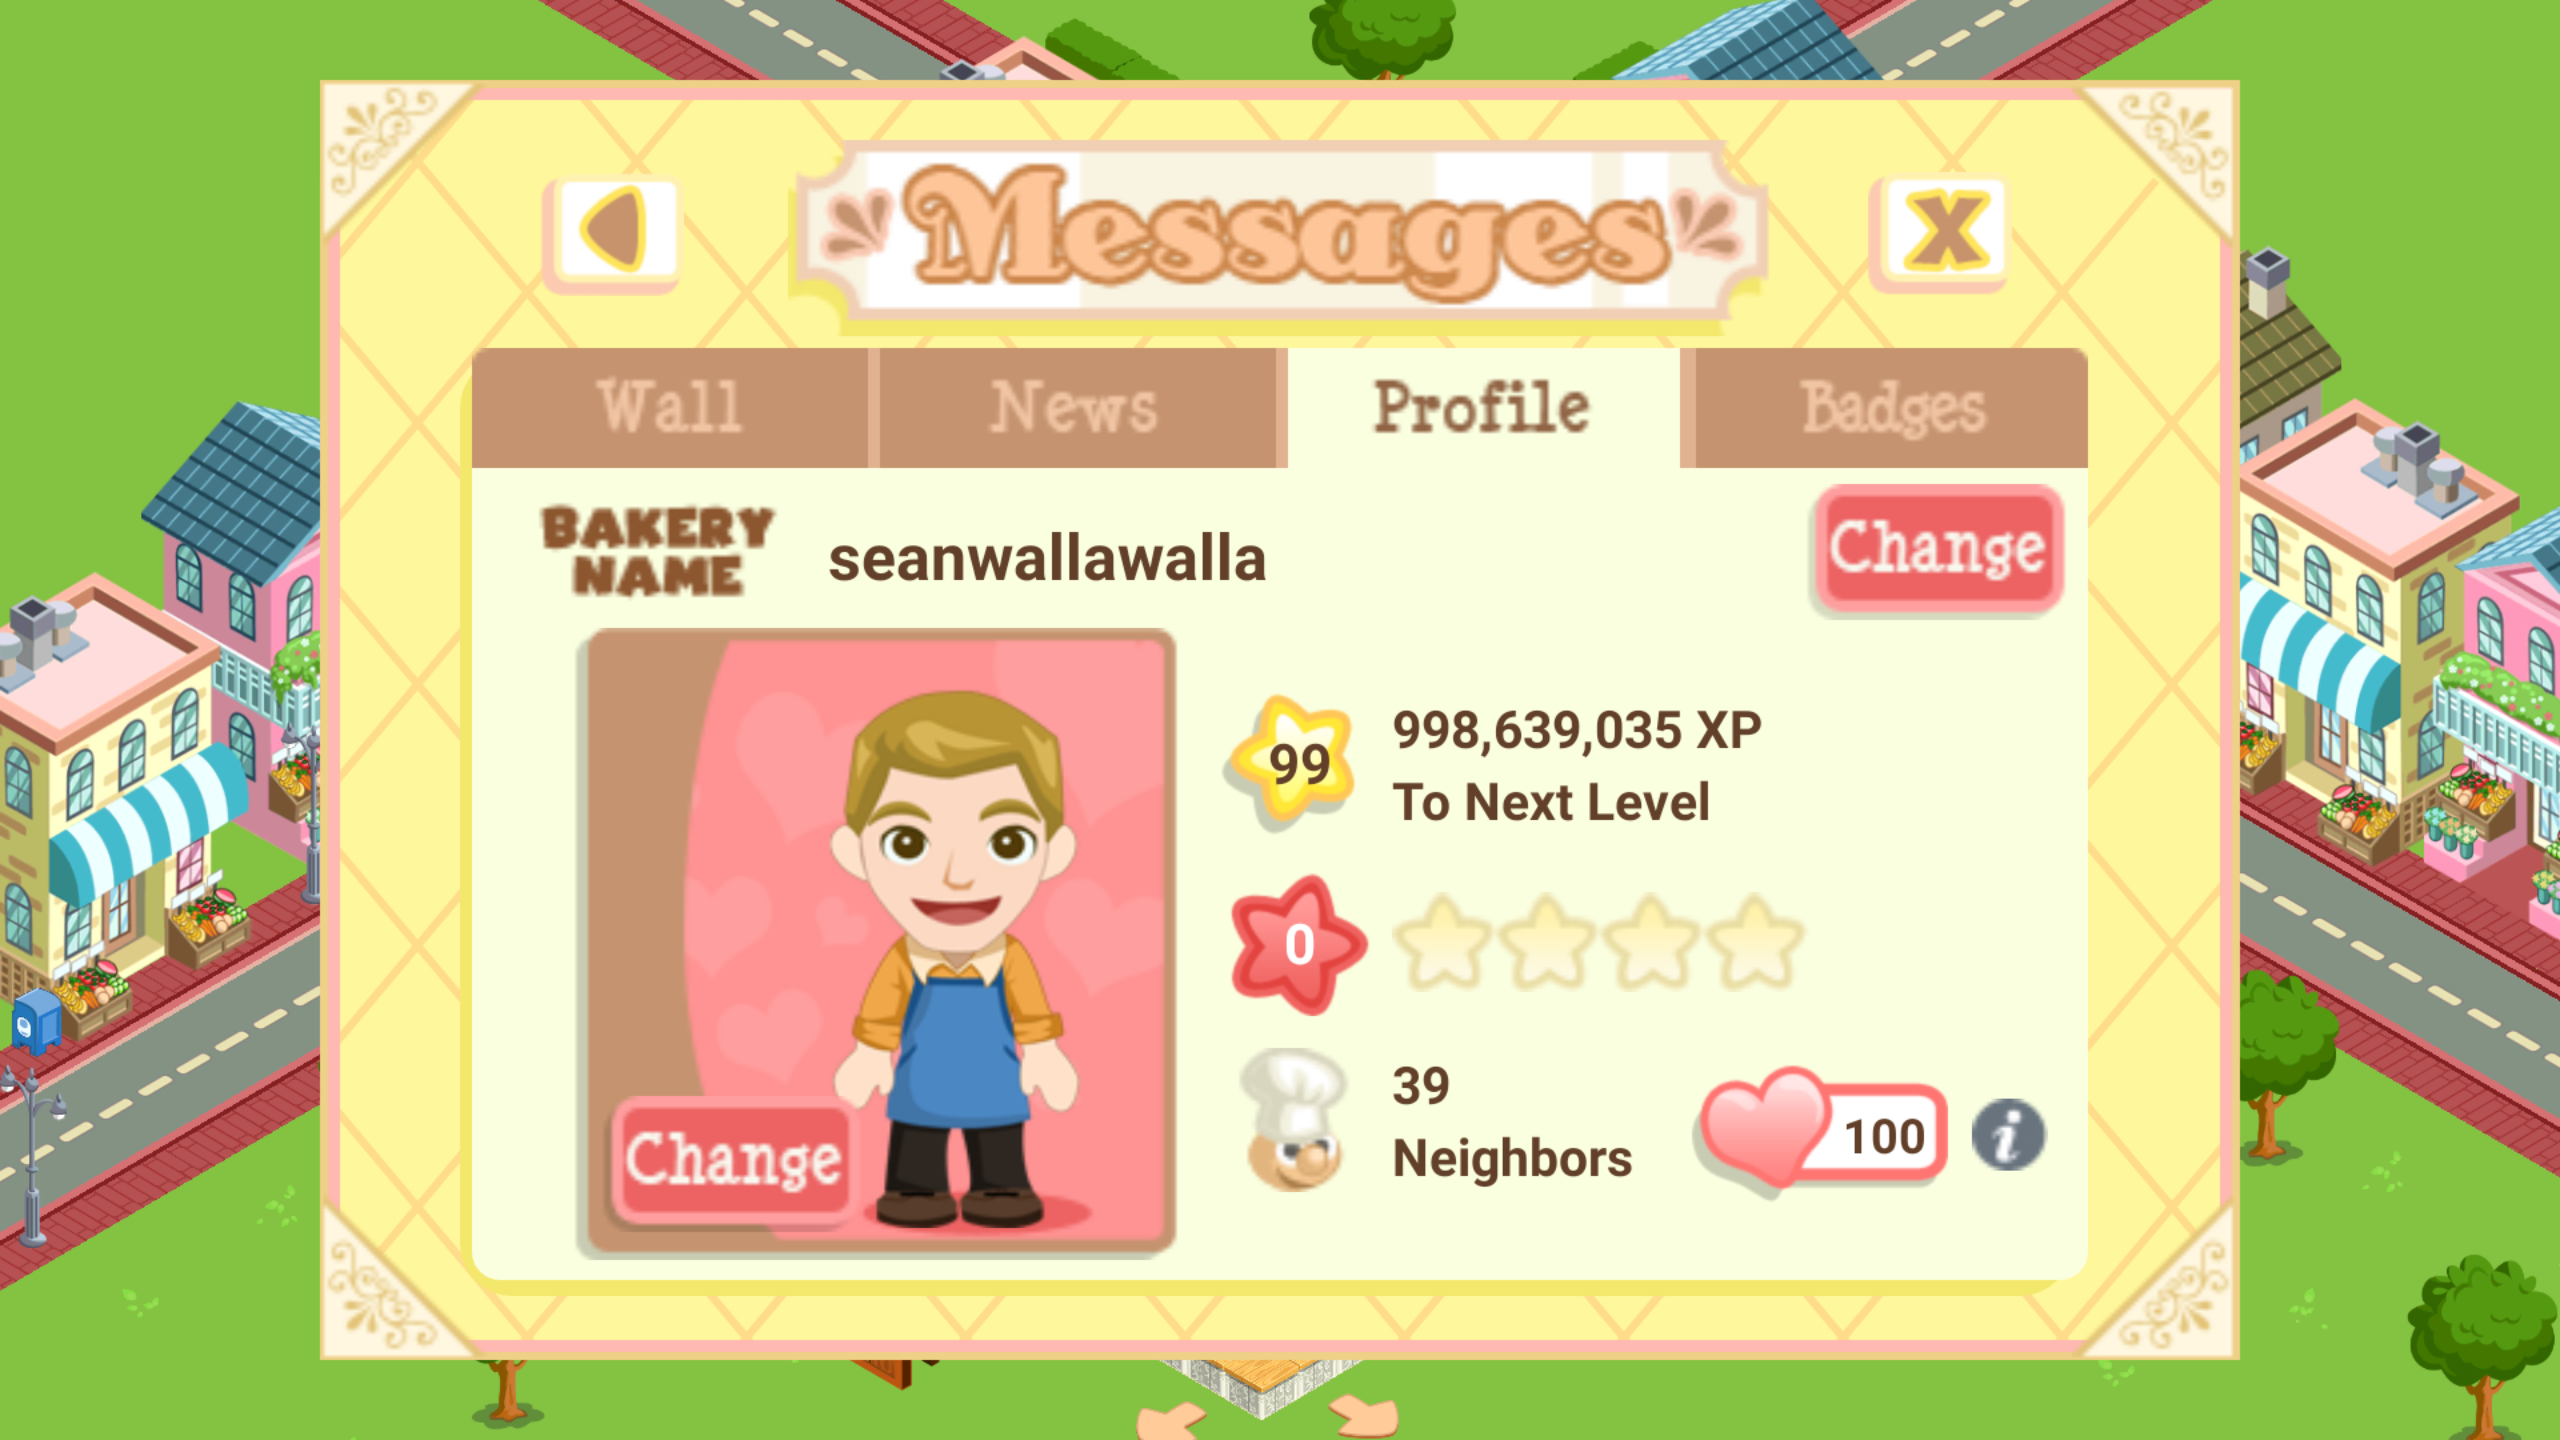 Messages
Wall
News
Profile
Badges
BAKERY
NAME
seanwallawalla
Change
99
998,639,035 XP
To Next Level
0
39
Neighbors
100
i
Change